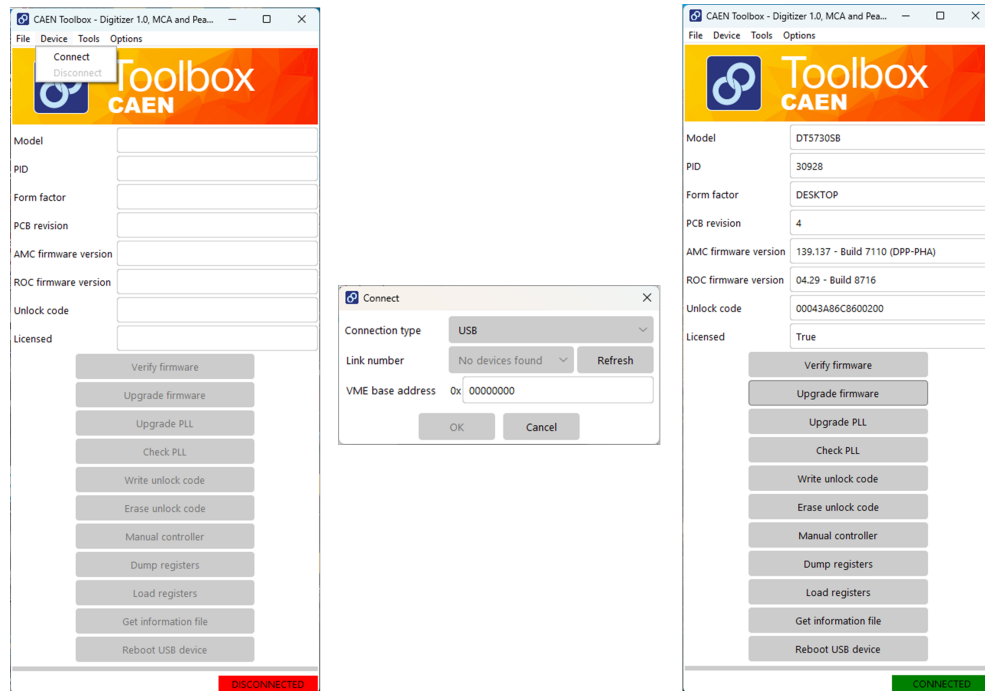 CAEN Toolbox - Digitizer 1.0, MCA and Pea...
File Device Tools Options
Connect
Disconnect
Toolbox
CAEN
Model
PID
Form factor
PCB revision
AMC firmware version
ROC firmware version
Unlock code
Licensed
Verify firmware
Upgrade firmware
Upgrade PLL
Check PLL
Write unlock code
Erase unlock code
Manual controller
Dump registers
Load registers
Get information file
Reboot USB device
DISCONNECTED
Connect
Connection type USB
Link number No devices found Refresh
VME base address 0x 00000000
OK Cancel
CAEN Toolbox - Digitizer 1.0, MCA and Pea...
File Device Tools Options
Toolbox
CAEN
Model DT5730SB
PID 30928
Form factor DESKTOP
PCB revision 4
AMC firmware version 139.137 - Build 7110 (DPP-PHA)
ROC firmware version 04.29 - Build 8716
Unlock code 00043A86C8600200
Licensed True
Verify firmware
Upgrade firmware
Upgrade PLL
Check PLL
Write unlock code
Erase unlock code
Manual controller
Dump registers
Load registers
Get information file
Reboot USB device
CONNECTED